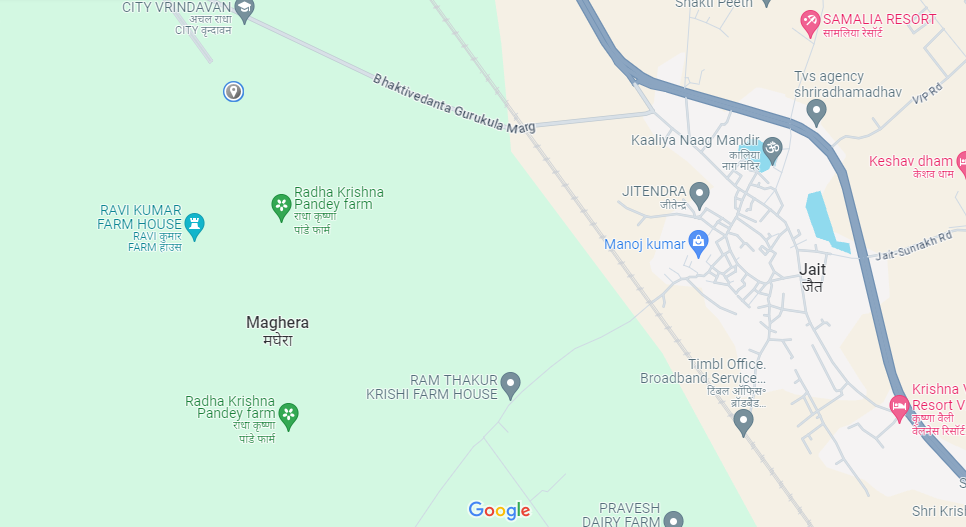 CITY VRINDAVAN
अचल राधा
CITY वृन्दावन
Shakti Peeth
SAMALIA RESORT
सामलिया रेसॉर्ट
Bhaktivedanta Gurukula Marg
Tvs agency
shriradhamadhav
Vip Rd
Kaaliya Naag Mandir
कालिया
नाग मंदिर
Keshav dham
केशव धाम
JITENDRA
जीतेन्द्र
Radha Krishna
Pandey farm
राधा कृष्णा
पांडे फार्म
RAVI KUMAR
FARM HOUSE
RAVI कुमार
FARM हाउस
Manoj kumar
Jait-Sunrakh Rd
Jait
जैत
Maghera
मघेरा
Timbl Office.
Broadband Service...
टिंबल ऑफिस॰
ब्रॉडबैंड...
RAM THAKUR
KRISHI FARM HOUSE
Radha Krishna
Pandey farm
राधा कृष्णा
पांडे फार्म
Krishna V
Resort V
कृष्णा वैली
वेलनेस रिसॉर्ट
Google
PRAVESH
DAIRY FARM
S
Shri Kris